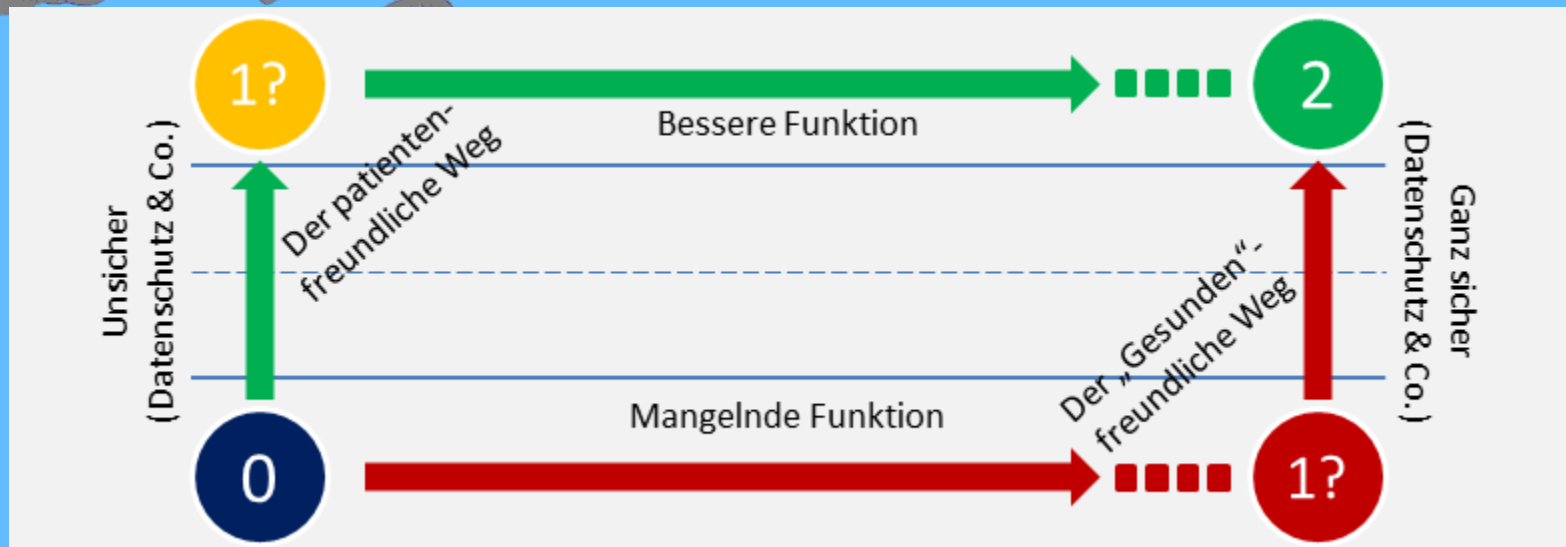 1?
2
Bessere Funktion
Unsicher
(Datenschutz & Co.)
Der patienten-
freundliche Weg
Ganz sicher
(Datenschutz & Co.)
Der „Gesunden“-
freundliche Weg
Mangelnde Funktion
0
1?